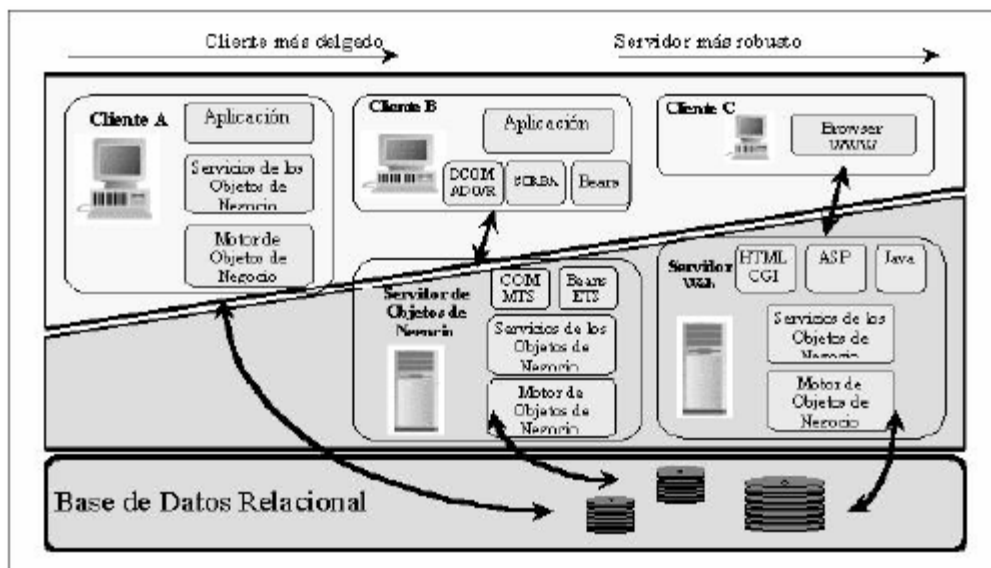 Cliente más delgado
Servidor más robusto
Cliente A
Aplicación
Servicios de los
Objetos de
Negocio
Motor de
Objetos de
Negocio
Cliente B
Aplicación
DCOM
ADO/R
Beans
Cliente C
Browser
WWW
Servidor de
Objetos de
Negocio
COM
MTS
Beans
ETS
Servicios de los
Objetos de
Negocio
Motor de
Objetos de
Negocio
Servidor
Web
HTML
CGI
ASP
Java
Servicios de los
Objetos de
Negocio
Motor de
Objetos de
Negocio
Base de Datos Relacional